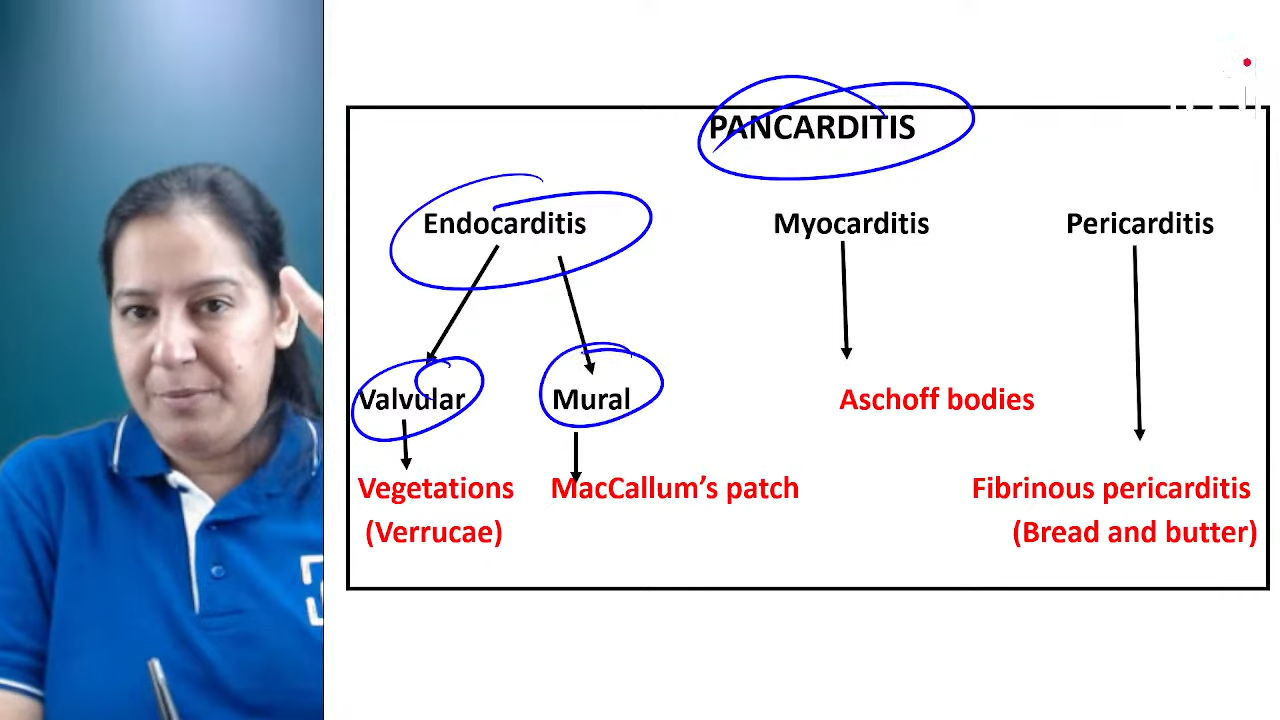 PANCARDITIS
Endocarditis Myocarditis Pericarditis
Valvular Mural Aschoff bodies
Vegetations MacCallum’s patch Fibrinous pericarditis
(Verrucae) (Bread and butter)